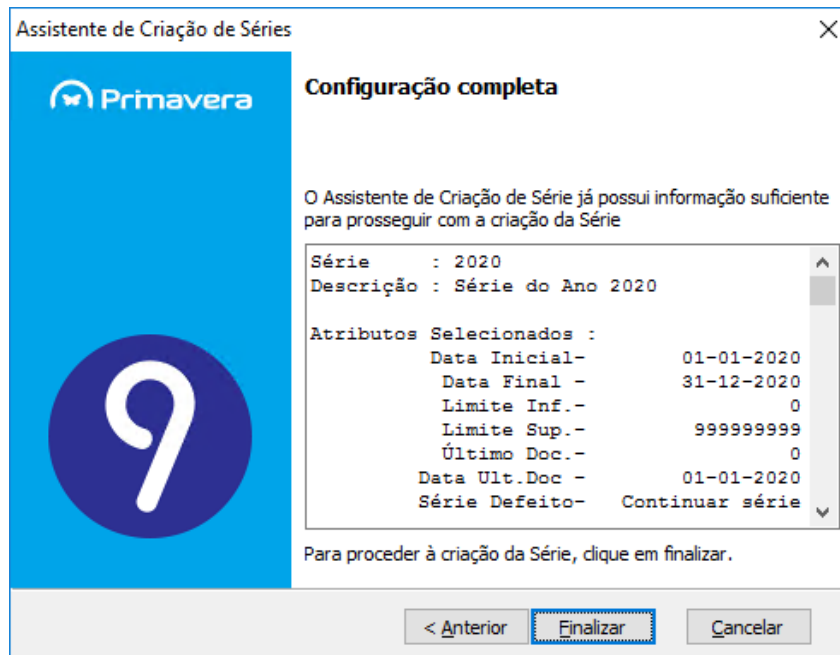 Assistente de Criação de Séries
Primavera
Configuração completa
O Assistente de Criação de Série já possui informação suficiente
para prosseguir com a criação da Série
Série : 2020
Descrição : Série do Ano 2020
Atributos Selecionados :
Data Inicial- 01-01-2020
Data Final - 31-12-2020
Limite Inf.- 0
Limite Sup.- 999999999
Último Doc.- 0
Data Ult.Doc - 01-01-2020
Série Defeito- Continuar série
9
Para proceder à criação da Série, clique em finalizar.
< Anterior Finalizar Cancelar